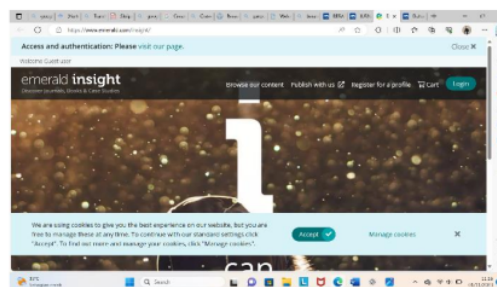 https://www.emerald.com/insight/
Access and authentication: Please visit our page.
Close X
Welcome Guest user
emerald insight
Discover Journals, Books & Case Studies
Browse our content
Publish with us
Register for a profile
Cart
Login
i
can
We are using cookies to give you the best experience on our website, but you are
free to manage these at any time. To continue with our standard settings click
"Accept". To find out more and manage your cookies, click "Manage cookies".
Accept
Manage cookies
X
Search